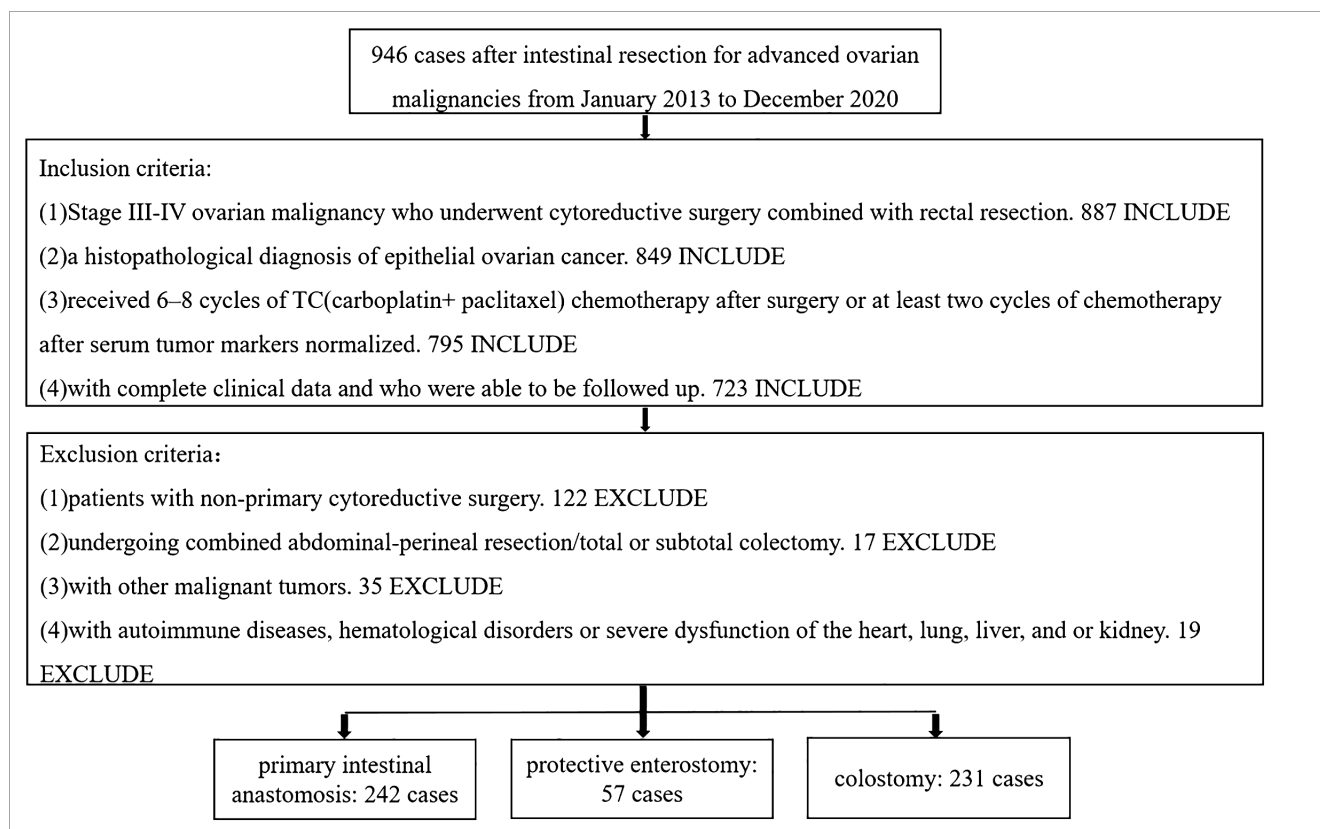 946 cases after intestinal resection for advanced ovarian
malignancies from January 2013 to December 2020
Inclusion criteria:
(1)Stage III-IV ovarian malignancy who underwent cytoreductive surgery combined with rectal resection. 887 INCLUDE
(2)a histopathological diagnosis of epithelial ovarian cancer. 849 INCLUDE
(3)received 6–8 cycles of TC(carboplatin+ paclitaxel) chemotherapy after surgery or at least two cycles of chemotherapy
after serum tumor markers normalized. 795 INCLUDE
(4)with complete clinical data and who were able to be followed up. 723 INCLUDE
Exclusion criteria:
(1)patients with non-primary cytoreductive surgery. 122 EXCLUDE
(2)undergoing combined abdominal-perineal resection/total or subtotal colectomy. 17 EXCLUDE
(3)with other malignant tumors. 35 EXCLUDE
(4)with autoimmune diseases, hematological disorders or severe dysfunction of the heart, lung, liver, and or kidney. 19
EXCLUDE
primary intestinal
anastomosis: 242 cases
protective enterostomy:
57 cases
colostomy: 231 cases